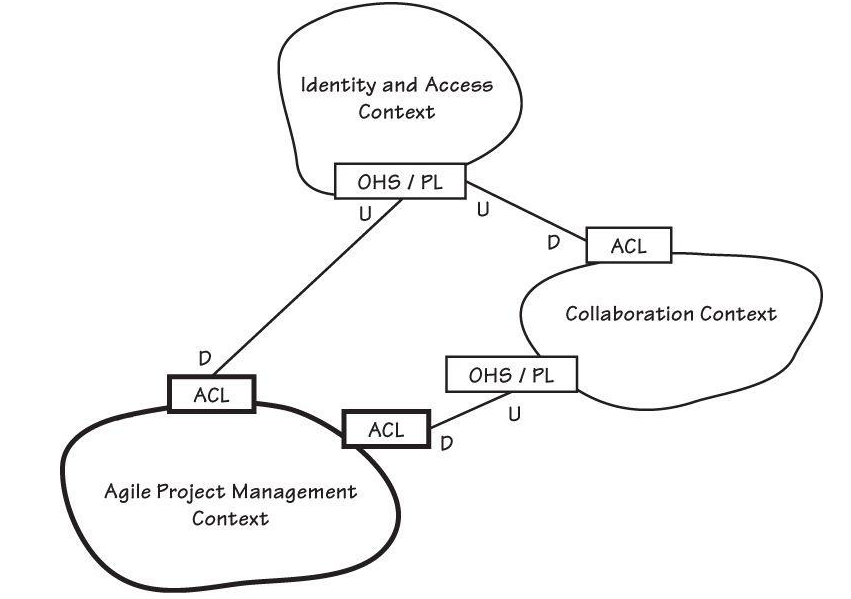 Identity and Access
Context
OHS / PL
U
U
D
ACL
Collaboration Context
D
OHS / PL
ACL
U
ACL
D
Agile Project Management
Context